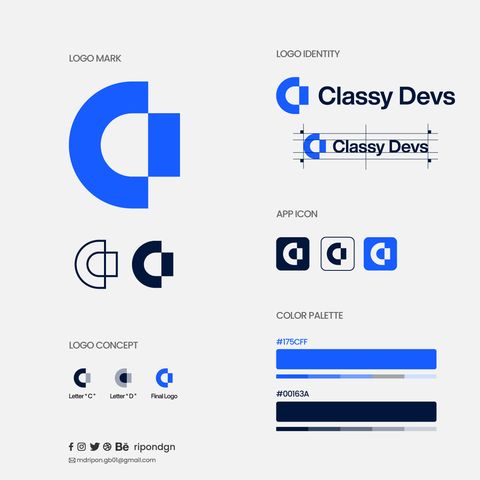 LOGO MARK
LOGO IDENTITY
Classy Devs
Classy Devs
APP ICON
COLOR PALETTE
#175CFF
#00163A
LOGO CONCEPT
Letter "C"
Letter "D"
Final Logo
Bē ripondgn
mdripon.gb01@gmail.com